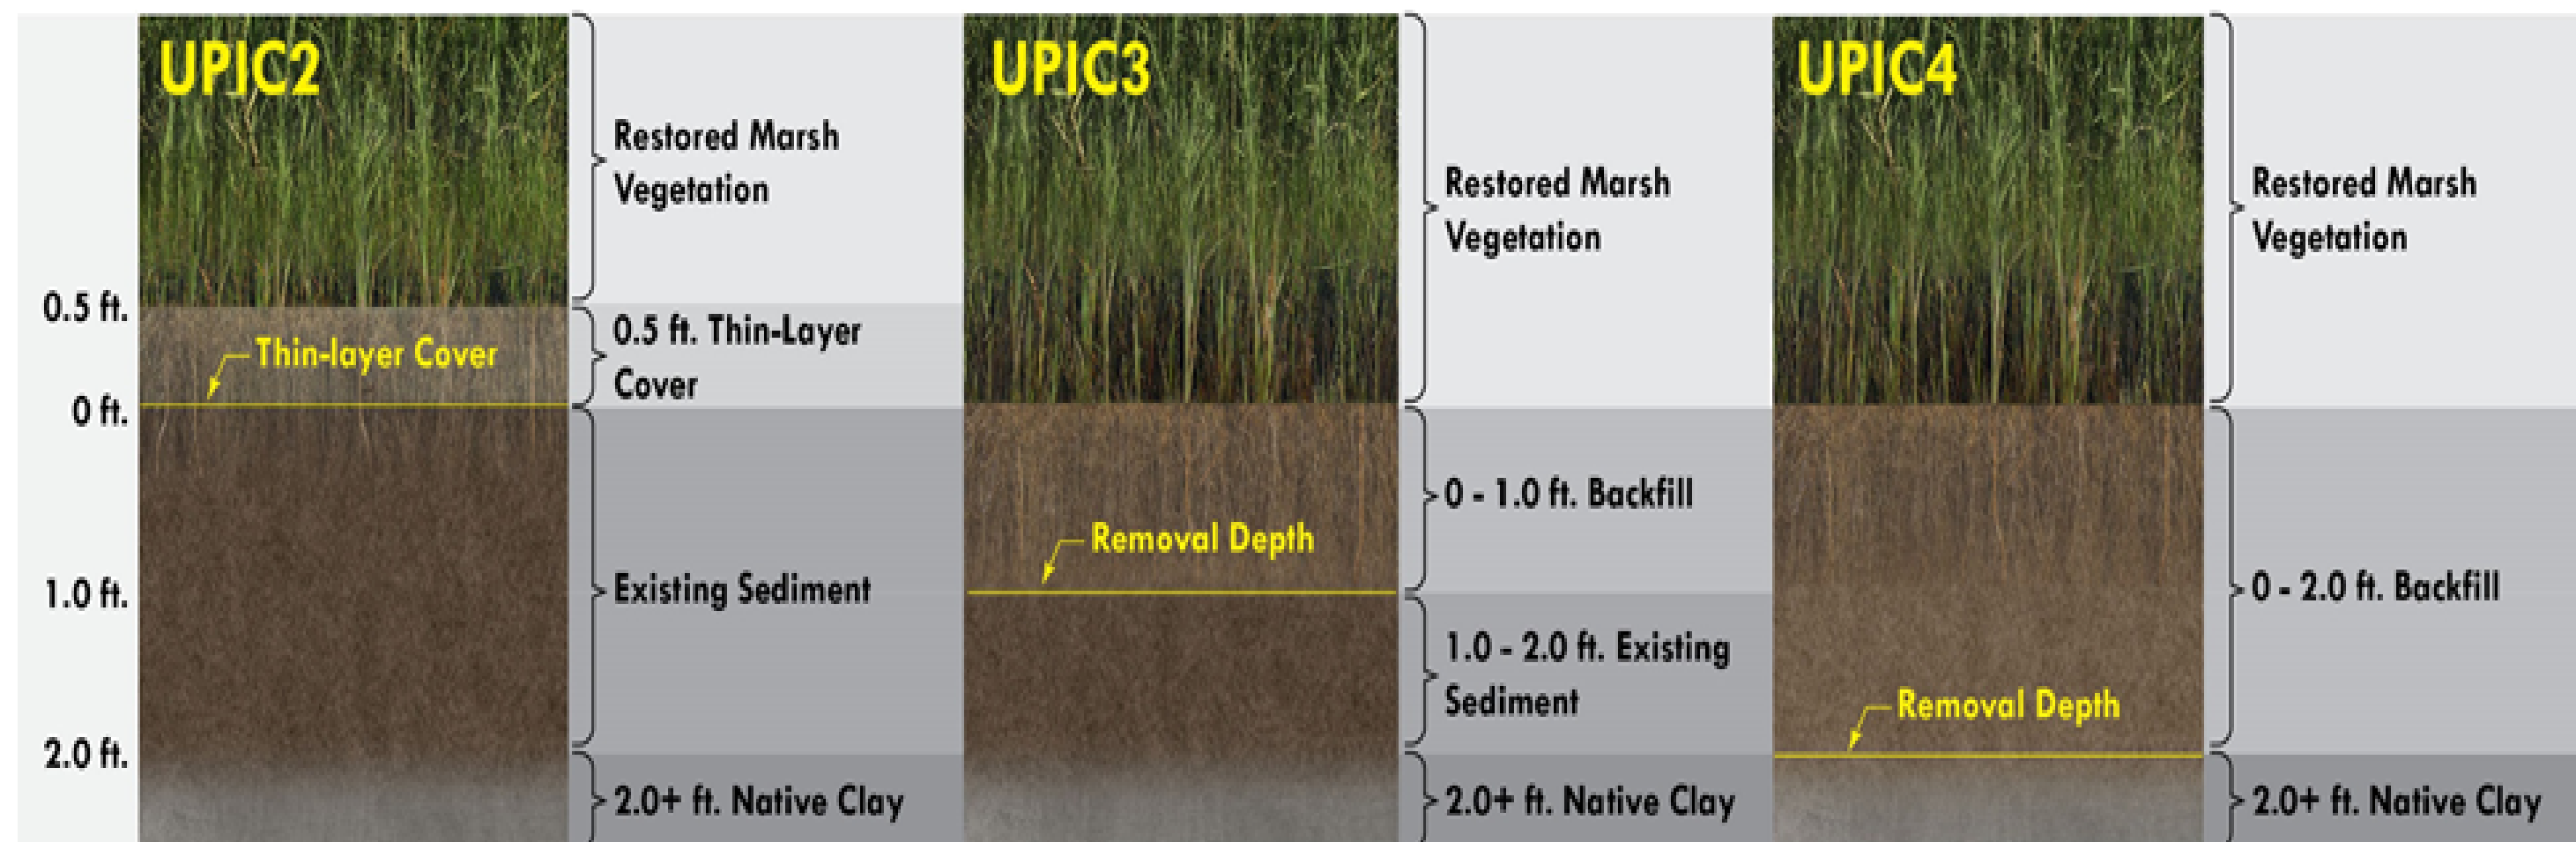 UPIC2
Restored Marsh
Vegetation
0.5 ft.
Thin-layer Cover
0.5 ft. Thin-Layer
Cover
0 ft.
Existing Sediment
1.0 ft.
2.0 ft.
2.0+ ft. Native Clay
UPIC3
Restored Marsh
Vegetation
0 - 1.0 ft. Backfill
Removal Depth
1.0 - 2.0 ft. Existing
Sediment
2.0+ ft. Native Clay
UPIC4
Restored Marsh
Vegetation
0 - 2.0 ft. Backfill
Removal Depth
2.0+ ft. Native Clay